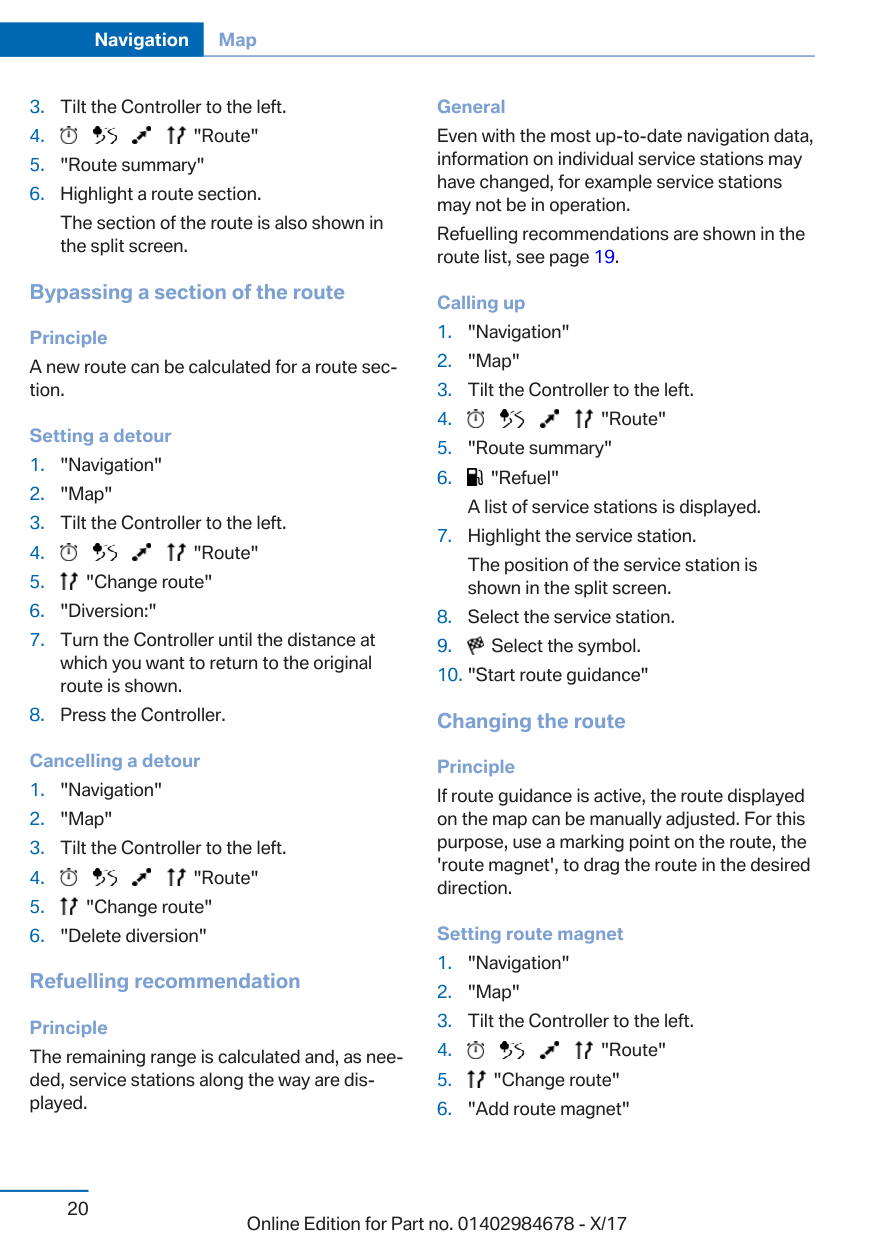 Navigation Map
3. Tilt the Controller to the left.
4. "Route"
5. "Route summary"
6. Highlight a route section.
The section of the route is also shown in
the split screen.
Bypassing a section of the route
Principle
A new route can be calculated for a route sec-
tion.
Setting a detour
1. "Navigation"
2. "Map"
3. Tilt the Controller to the left.
4. "Route"
5. "Change route"
6. "Diversion:"
7. Turn the Controller until the distance at
which you want to return to the original
route is shown.
8. Press the Controller.
Cancelling a detour
1. "Navigation"
2. "Map"
3. Tilt the Controller to the left.
4. "Route"
5. "Change route"
6. "Delete diversion"
Refuelling recommendation
Principle
The remaining range is calculated and, as nee-
ded, service stations along the way are dis-
played.
General
Even with the most up-to-date navigation data,
information on individual service stations may
have changed, for example service stations
may not be in operation.
Refuelling recommendations are shown in the
route list, see page 19.
Calling up
1. "Navigation"
2. "Map"
3. Tilt the Controller to the left.
4. "Route"
5. "Route summary"
6. "Refuel"
A list of service stations is displayed.
7. Highlight the service station.
The position of the service station is
shown in the split screen.
8. Select the service station.
9. Select the symbol.
10. "Start route guidance"
Changing the route
Principle
If route guidance is active, the route displayed
on the map can be manually adjusted. For this
purpose, use a marking point on the route, the
'route magnet', to drag the route in the desired
direction.
Setting route magnet
1. "Navigation"
2. "Map"
3. Tilt the Controller to the left.
4. "Route"
5. "Change route"
6. "Add route magnet"
20
Online Edition for Part no. 01402984678 - X/17